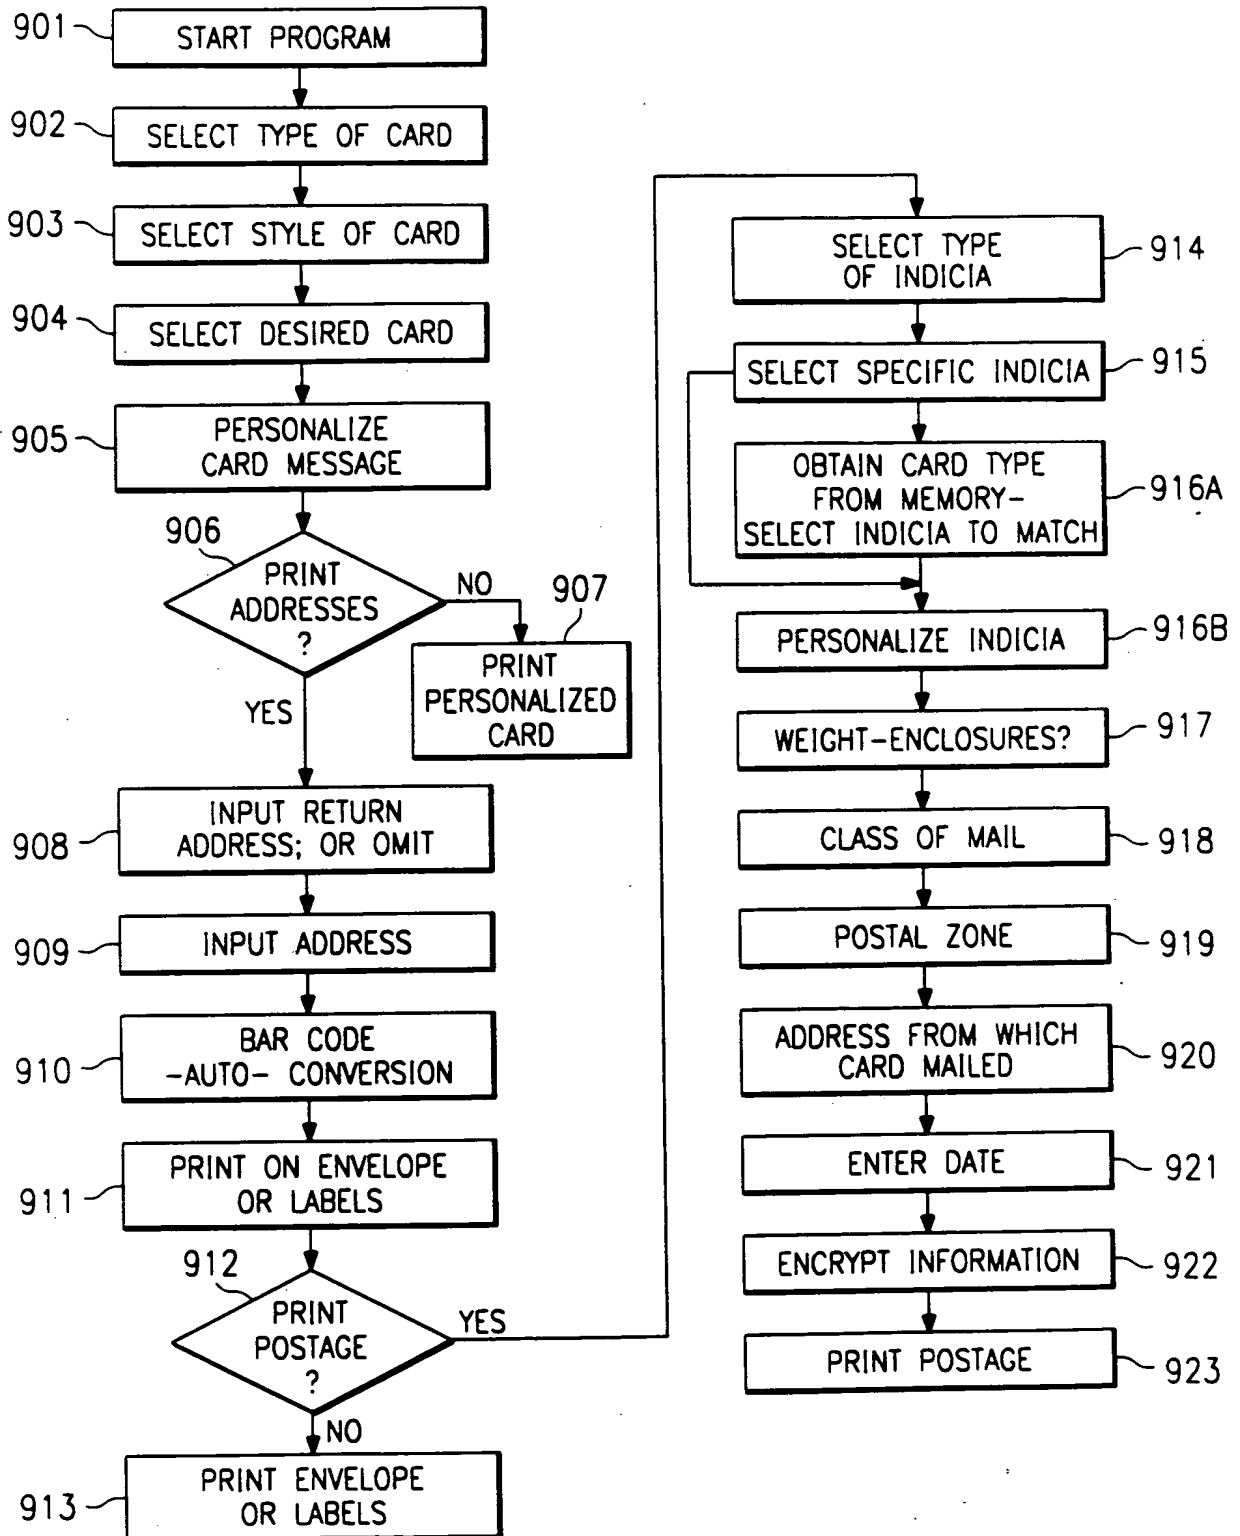 901
START PROGRAM
902
SELECT TYPE OF CARD
903
SELECT STYLE OF CARD
904
SELECT DESIRED CARD
905
PERSONALIZE
CARD MESSAGE
906
PRINT
ADDRESSES
?
NO
907
PRINT
PERSONALIZED
CARD
YES
908
INPUT RETURN
ADDRESS; OR OMIT
909
INPUT ADDRESS
910
BAR CODE
-AUTO- CONVERSION
911
PRINT ON ENVELOPE
OR LABELS
912
PRINT
POSTAGE
?
YES
NO
913
PRINT ENVELOPE
OR LABELS
SELECT TYPE
OF INDICIA
914
SELECT SPECIFIC INDICIA
915
OBTAIN CARD TYPE
FROM MEMORY-
SELECT INDICIA TO MATCH
916A
PERSONALIZE INDICIA
916B
WEIGHT-ENCLOSURES?
917
CLASS OF MAIL
918
POSTAL ZONE
919
ADDRESS FROM WHICH
CARD MAILED
920
ENTER DATE
921
ENCRYPT INFORMATION
922
PRINT POSTAGE
923